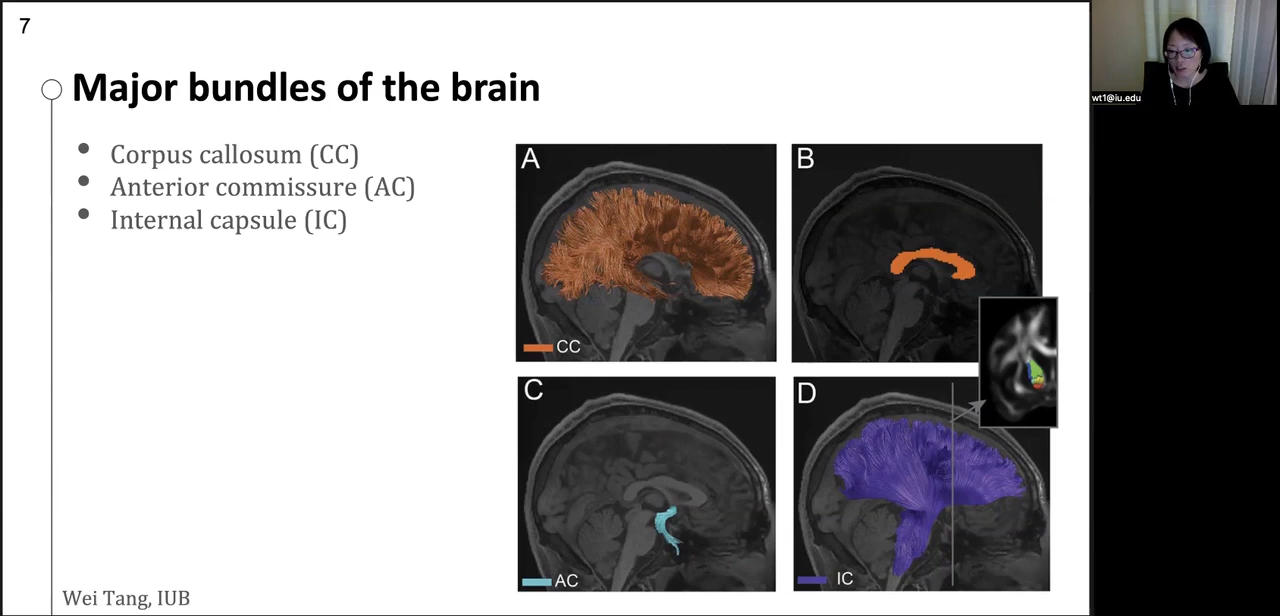 7
Major bundles of the brain
• Corpus callosum (CC)
• Anterior commissure (AC)
• Internal capsule (IC)
A
CC
B
C
AC
D
IC
Wei Tang, IUB
wt1@iu.edu